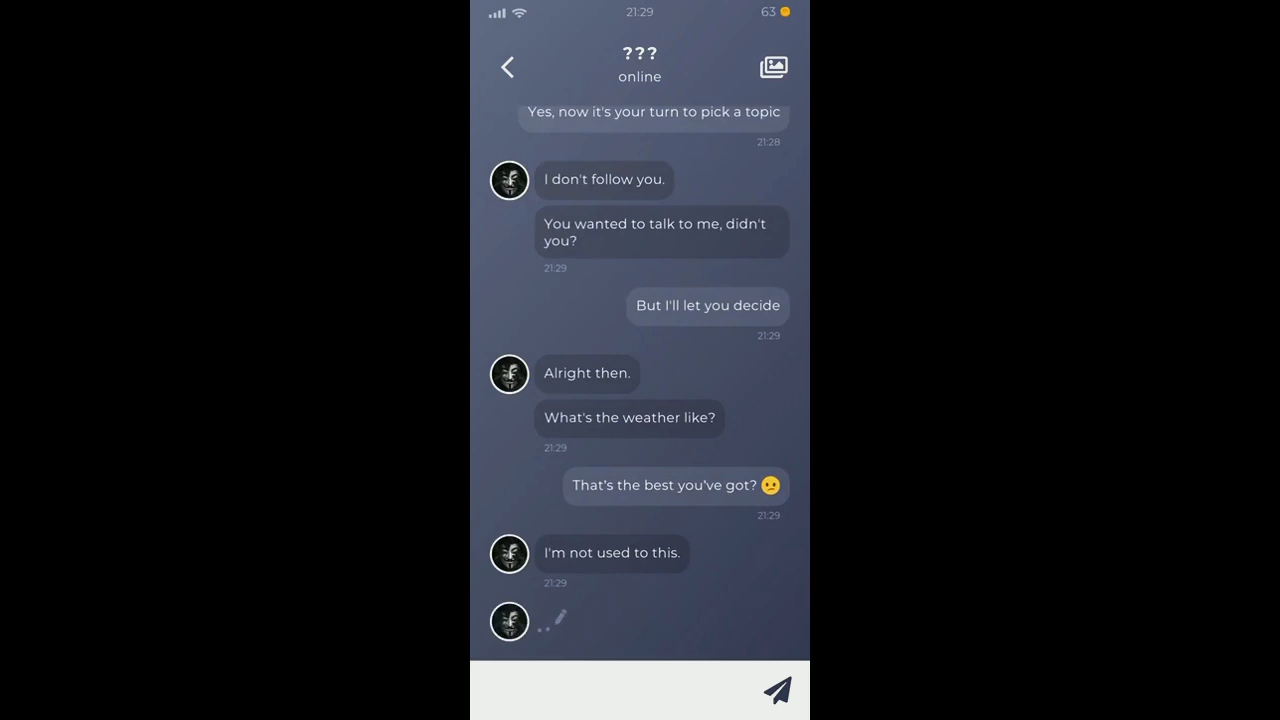 21:29
63
???
online
Yes, now it's your turn to pick a topic
21:28
I don't follow you.
You wanted to talk to me, didn't
you?
21:29
But I'll let you decide
21:29
Alright then.
What's the weather like?
21:29
That's the best you've got? 😕
21:29
I'm not used to this.
21:29